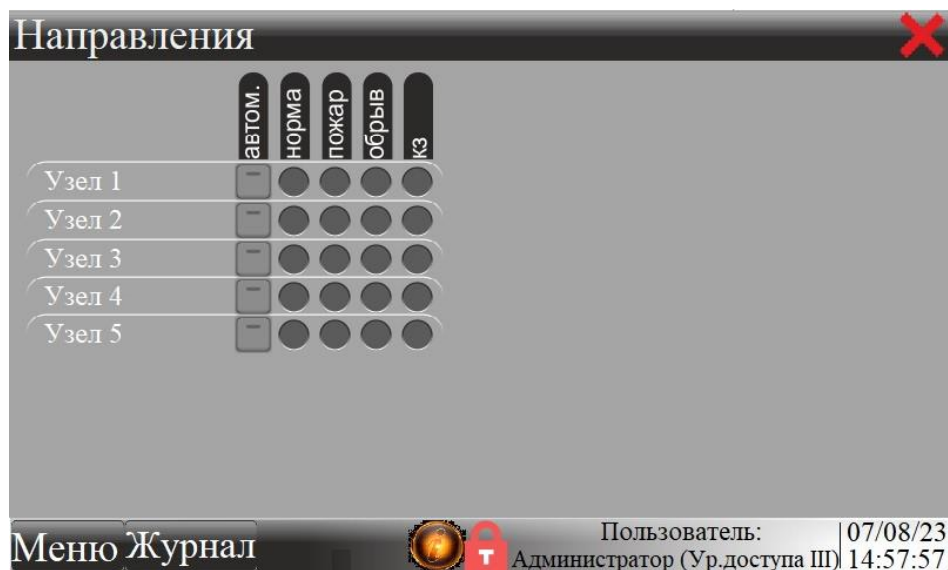 Направления
автом. норма пожар обрыв кз
Узел 1
Узел 2
Узел 3
Узел 4
Узел 5
Меню Журнал
i
T
Пользователь:
Администратор (Ур.доступа III)
07/08/23
14:57:57